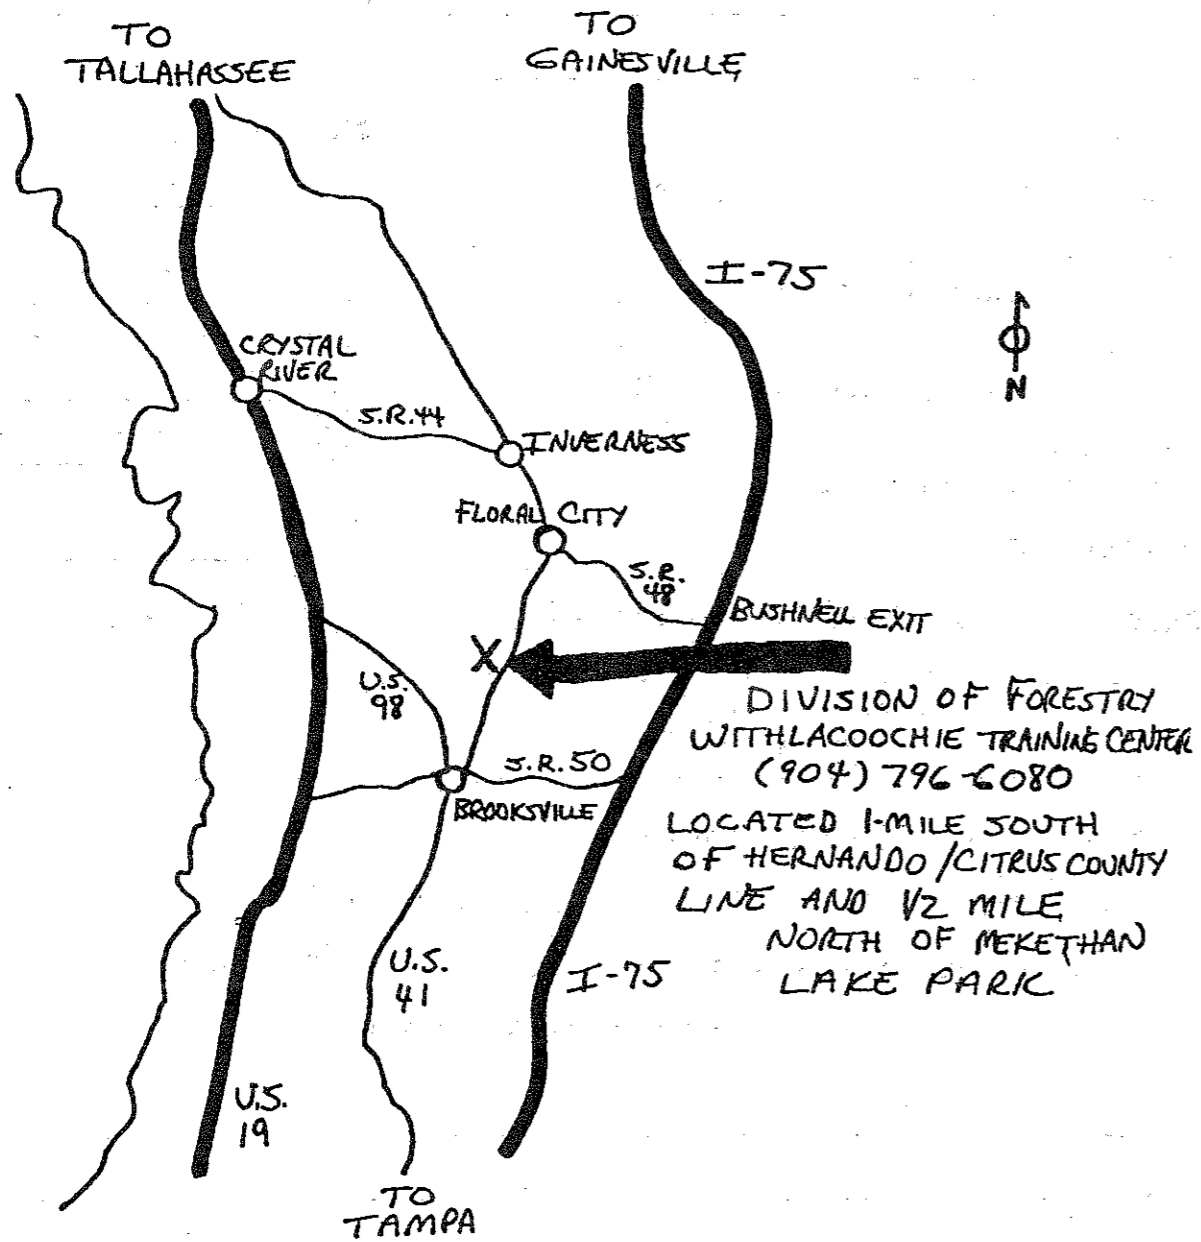 TO
TALLAHASSEE
TO
GAINESVILLE
I-75
N
CRYSTAL
RIVER
S.R.44
INVERNESS
FLORAL CITY
S.R.
48
BUSHNELL EXIT
X
U.S.
98
DIVISION OF FORESTRY
WITHLACOOCHIE TRAINING CENTER
(904) 796-6080
S.R.50
BROOKSVILLE
LOCATED 1-MILE SOUTH
OF HERNANDO/CITRUS COUNTY
LINE AND 1/2 MILE
NORTH OF MEKETHAN
LAKE PARK
U.S.
41
I-75
U.S.
19
TO
TAMPA